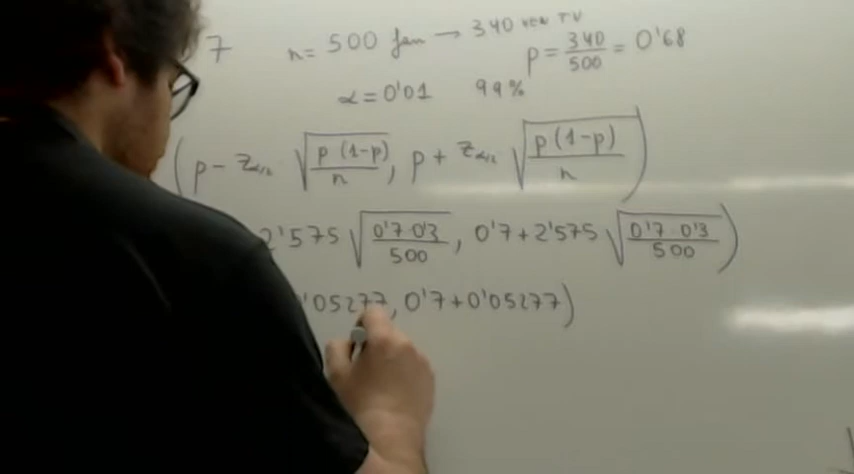 7 n= 500 fam → 340 ven TV
p = 340/500 = 0'68
α = 0'01 99%
(p - Zα/2 √(p (1-p)/n), p + Zα/2 √(p (1-p)/n))
2'575 √(0'7 0'3/500), 0'7+2'575 √(0'7 0'3/500))
'05277, 0'7+0'05277)